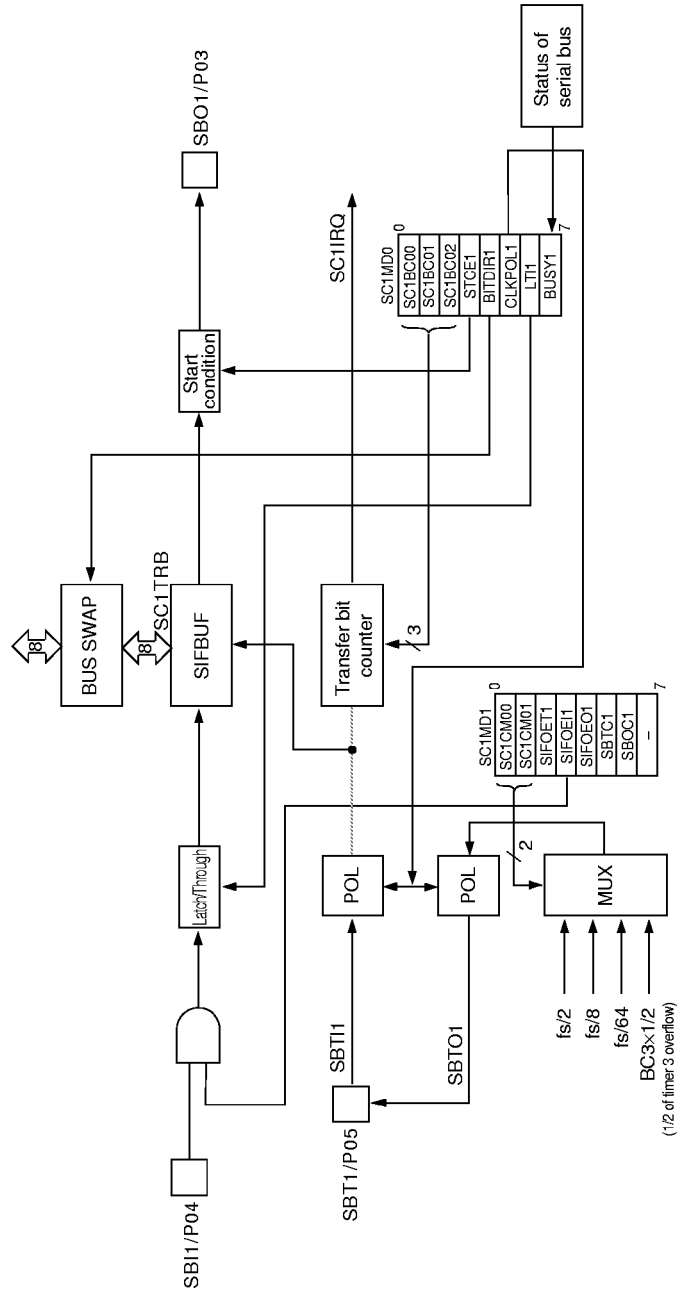 8
BUS SWAP
8
SC1TRB
SBI1/P04
Latch/Through
SIFBUF
Start
condition
SBO1/P03
SBT1/P05
SBTI1
SBTO1
POL
POL
Transfer bit
counter
3
SC1IRQ
fs/2
fs/8
fs/64
BC3×1/2
(1/2 of timer 3 overflow)
MUX
2
SC1MD1
0
SC1CM00
SC1CM01
SIFOET1
SIFOEI1
SIFOEO1
SBTC1
SBOC1
–
7
SC1MD0
0
SC1BC00
SC1BC01
SC1BC02
STCE1
BITDIR1
CLKPOL1
LTI1
BUSY1
7
Status of
serial bus